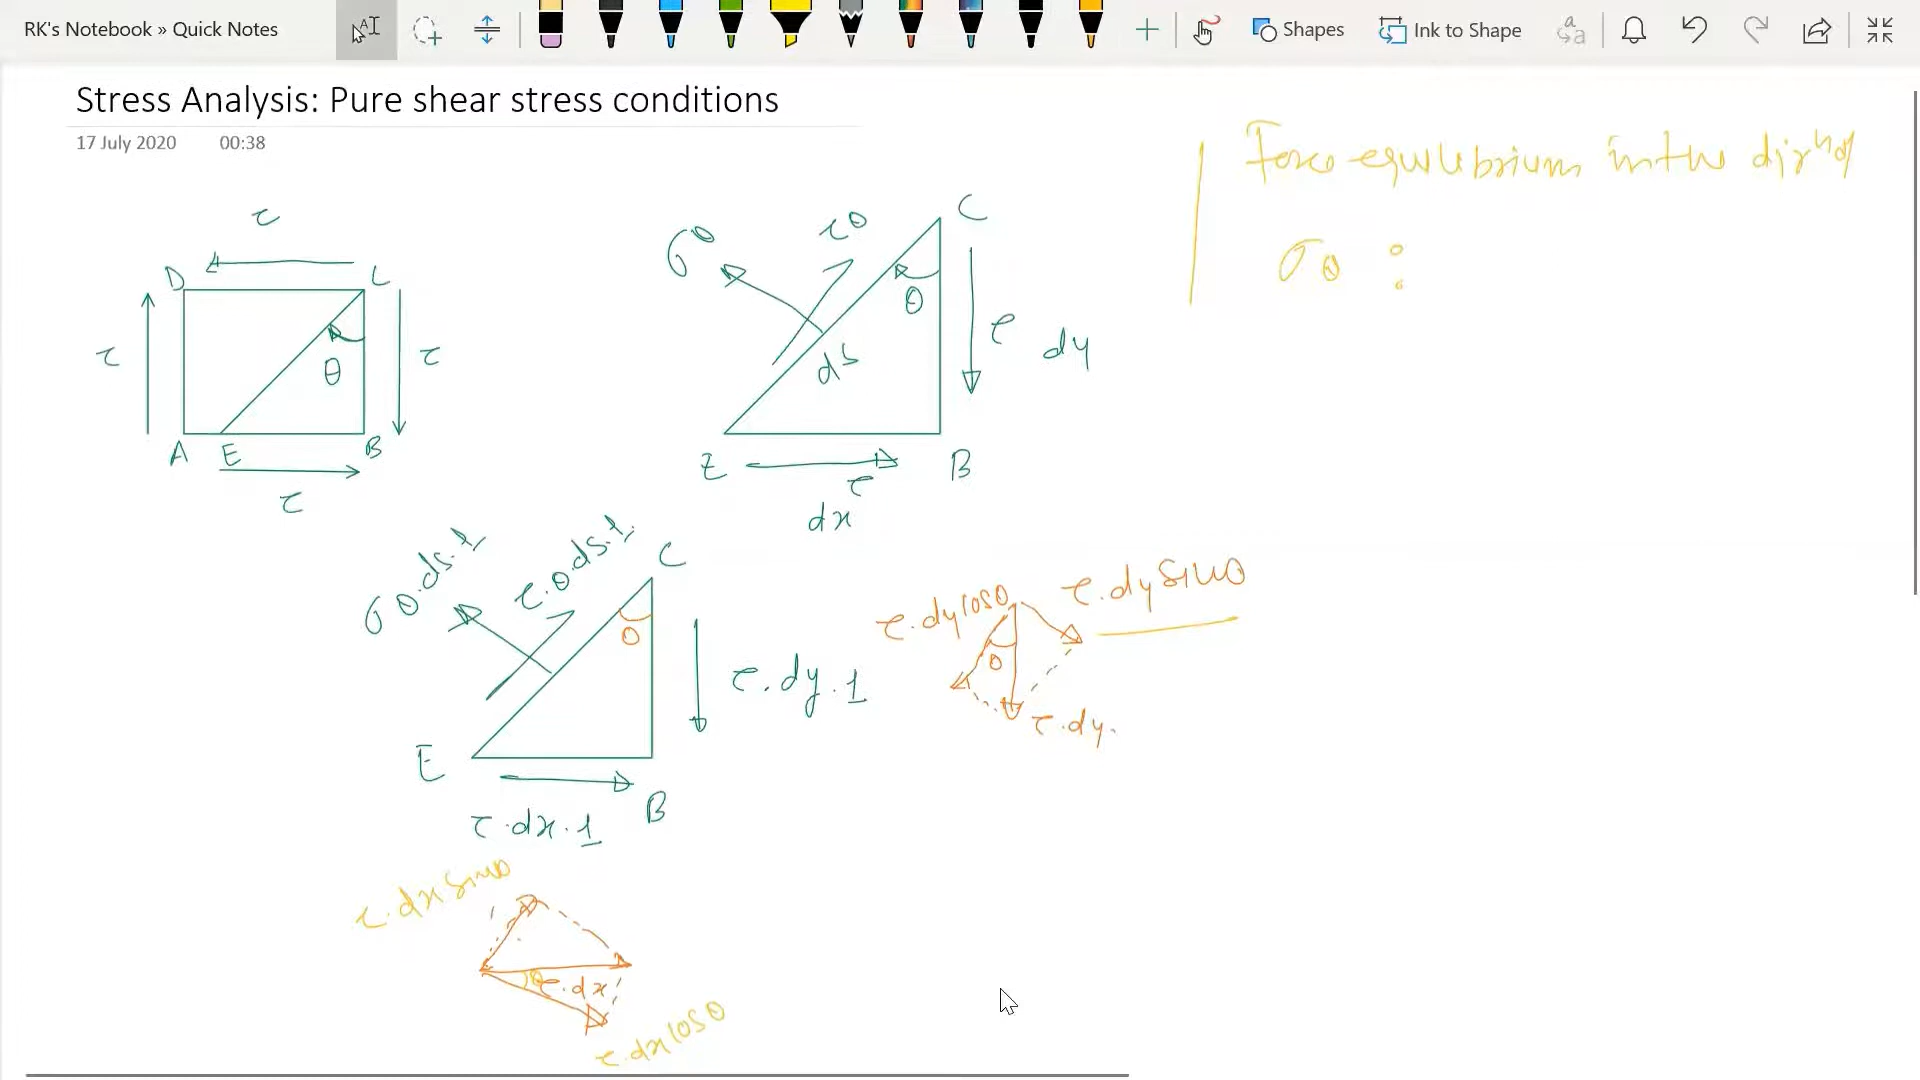 RK's Notebook » Quick Notes
Shapes
Ink to Shape
Stress Analysis: Pure shear stress conditions
17 July 2020 00:38
Force equilibrium in the dirⁿ of
σθ :
τ
D
C
τ
θ
τ
A
E
B
τ
σθ
τθ
C
θ
ds
τ
dy
E
B
τ
dx
σθ.ds.1
τ.θ.ds.1
C
θ
τ.dy.1
E
B
τ.dx.1
τ.dy cosθ
τ.dy sinθ
θ
τ.dy.
τ.dx sinθ
θ
τ.dx
τ.dx cosθ